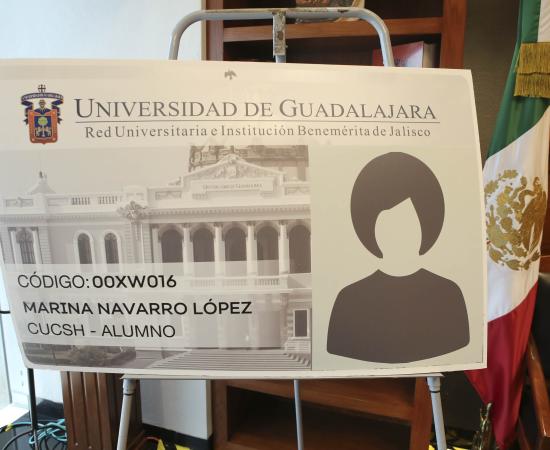 UNIVERSIDAD DE GUADALAJARA
Red Universitaria e Institución Benemérita de Jalisco
CÓDIGO: 00XW016
MARINA NAVARRO LÓPEZ
CUCSH - ALUMNO